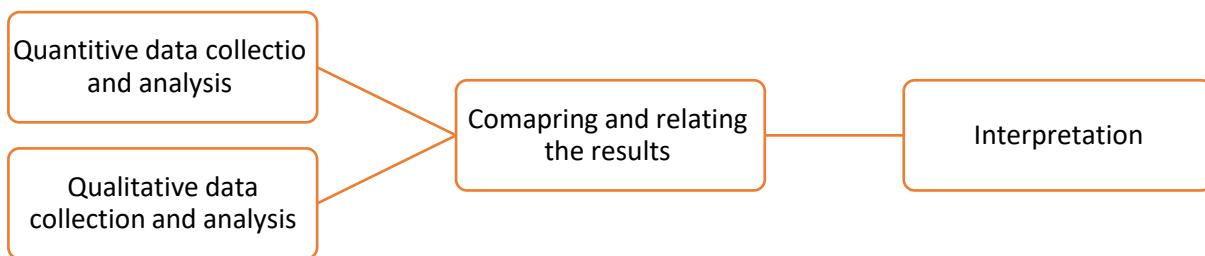 Quantitive data collectio
and analysis
Qualitative data
collection and analysis
Comapring and relating
the results
Interpretation